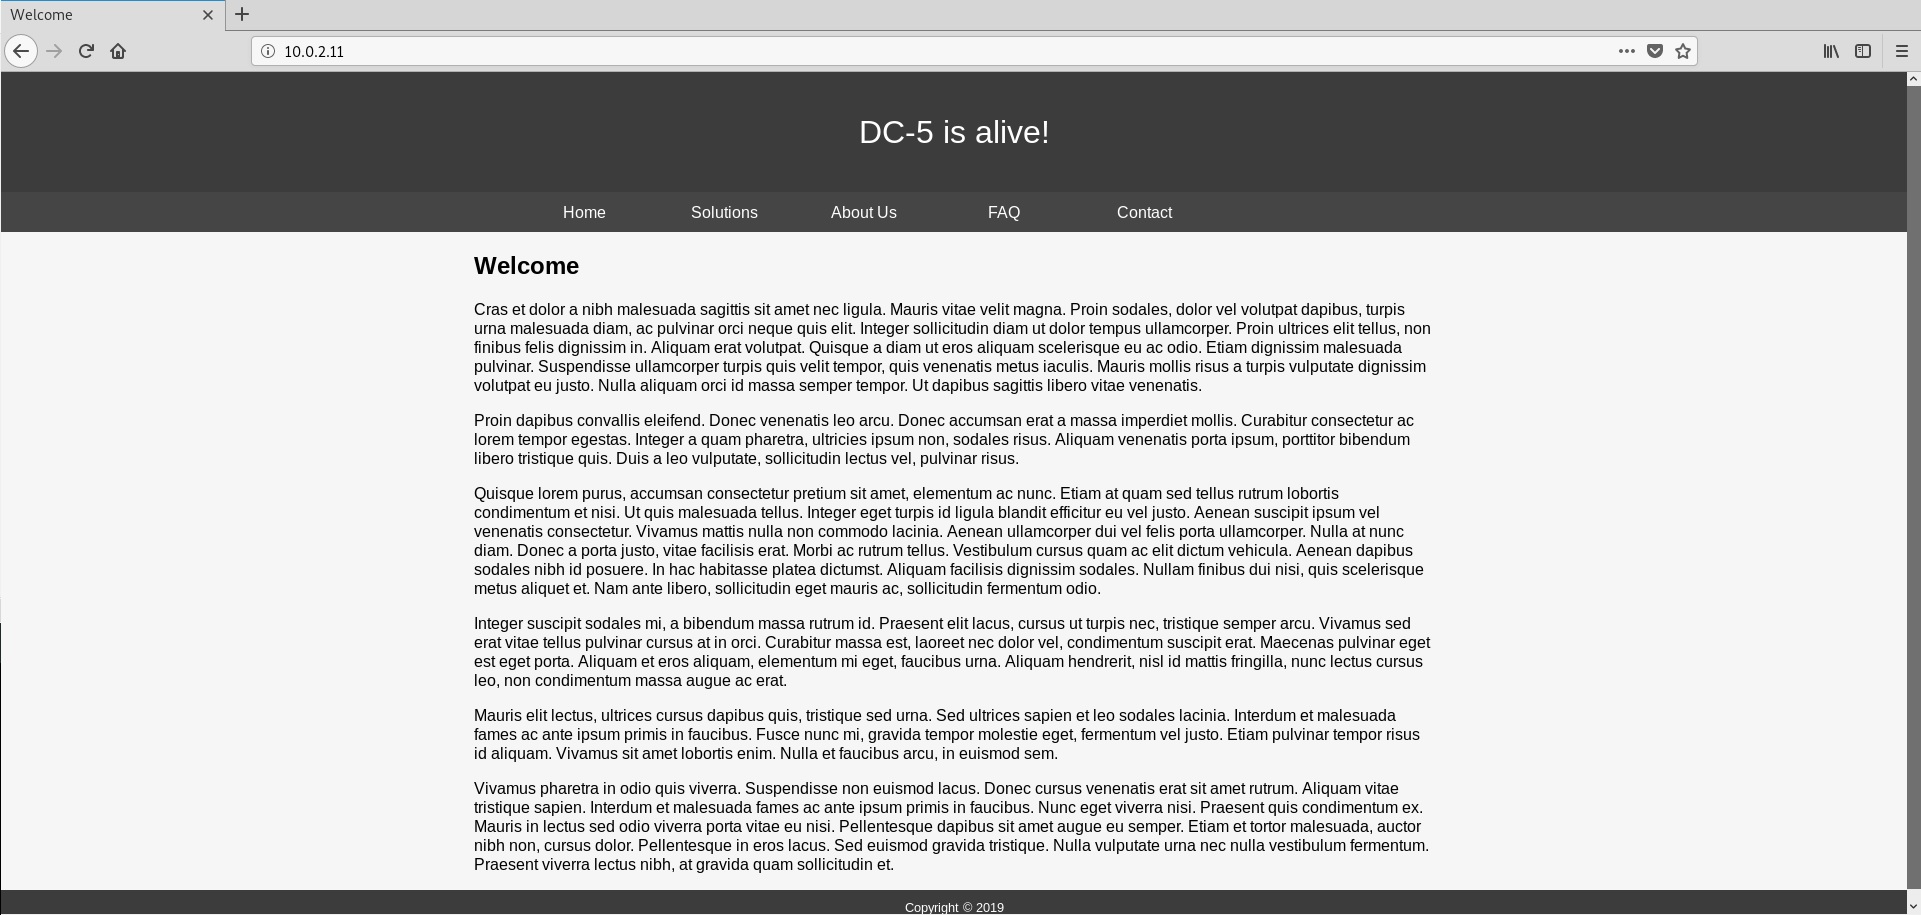 Welcome
10.0.2.11
DC-5 is alive!
Home Solutions About Us FAQ Contact
Welcome
Cras et dolor a nibh malesuada sagittis sit amet nec ligula. Mauris vitae velit magna. Proin sodales, dolor vel volutpat dapibus, turpis
urna malesuada diam, ac pulvinar orci neque quis elit. Integer sollicitudin diam ut dolor tempus ullamcorper. Proin ultrices elit tellus, non
finibus felis dignissim in. Aliquam erat volutpat. Quisque a diam ut eros aliquam scelerisque eu ac odio. Etiam dignissim malesuada
pulvinar. Suspendisse ullamcorper turpis quis velit tempor, quis venenatis metus iaculis. Mauris mollis risus a turpis vulputate dignissim
volutpat eu justo. Nulla aliquam orci id massa semper tempor. Ut dapibus sagittis libero vitae venenatis.
Proin dapibus convallis eleifend. Donec venenatis leo arcu. Donec accumsan erat a massa imperdiet mollis. Curabitur consectetur ac
lorem tempor egestas. Integer a quam pharetra, ultricies ipsum non, sodales risus. Aliquam venenatis porta ipsum, porttitor bibendum
libero tristique quis. Duis a leo vulputate, sollicitudin lectus vel, pulvinar risus.
Quisque lorem purus, accumsan consectetur pretium sit amet, elementum ac nunc. Etiam at quam sed tellus rutrum lobortis
condimentum et nisi. Ut quis malesuada tellus. Integer eget turpis id ligula blandit efficitur eu vel justo. Aenean suscipit ipsum vel
venenatis consectetur. Vivamus mattis nulla non commodo lacinia. Aenean ullamcorper dui vel felis porta ullamcorper. Nulla at nunc
diam. Donec a porta justo, vitae facilisis erat. Morbi ac rutrum tellus. Vestibulum cursus quam ac elit dictum vehicula. Aenean dapibus
sodales nibh id posuere. In hac habitasse platea dictumst. Aliquam facilisis dignissim sodales. Nullam finibus dui nisi, quis scelerisque
metus aliquet et. Nam ante libero, sollicitudin eget mauris ac, sollicitudin fermentum odio.
Integer suscipit sodales mi, a bibendum massa rutrum id. Praesent elit lacus, cursus ut turpis nec, tristique semper arcu. Vivamus sed
erat vitae tellus pulvinar cursus at in orci. Curabitur massa est, laoreet nec dolor vel, condimentum suscipit erat. Maecenas pulvinar eget
est eget porta. Aliquam et eros aliquam, elementum mi eget, faucibus urna. Aliquam hendrerit, nisl id mattis fringilla, nunc lectus cursus
leo, non condimentum massa augue ac erat.
Mauris elit lectus, ultrices cursus dapibus quis, tristique sed urna. Sed ultrices sapien et leo sodales lacinia. Interdum et malesuada
fames ac ante ipsum primis in faucibus. Fusce nunc mi, gravida tempor molestie eget, fermentum vel justo. Etiam pulvinar tempor risus
id aliquam. Vivamus sit amet lobortis enim. Nulla et faucibus arcu, in euismod sem.
Vivamus pharetra in odio quis viverra. Suspendisse non euismod lacus. Donec cursus venenatis erat sit amet rutrum. Aliquam vitae
tristique sapien. Interdum et malesuada fames ac ante ipsum primis in faucibus. Nunc eget viverra nisi. Praesent quis condimentum ex.
Mauris in lectus sed odio viverra porta vitae eu nisi. Pellentesque dapibus sit amet augue eu semper. Etiam et tortor malesuada, auctor
nibh non, cursus dolor. Pellentesque in eros lacus. Sed euismod gravida tristique. Nulla vulputate urna nec nulla vestibulum fermentum.
Praesent viverra lectus nibh, at gravida quam sollicitudin et.
Copyright © 2019